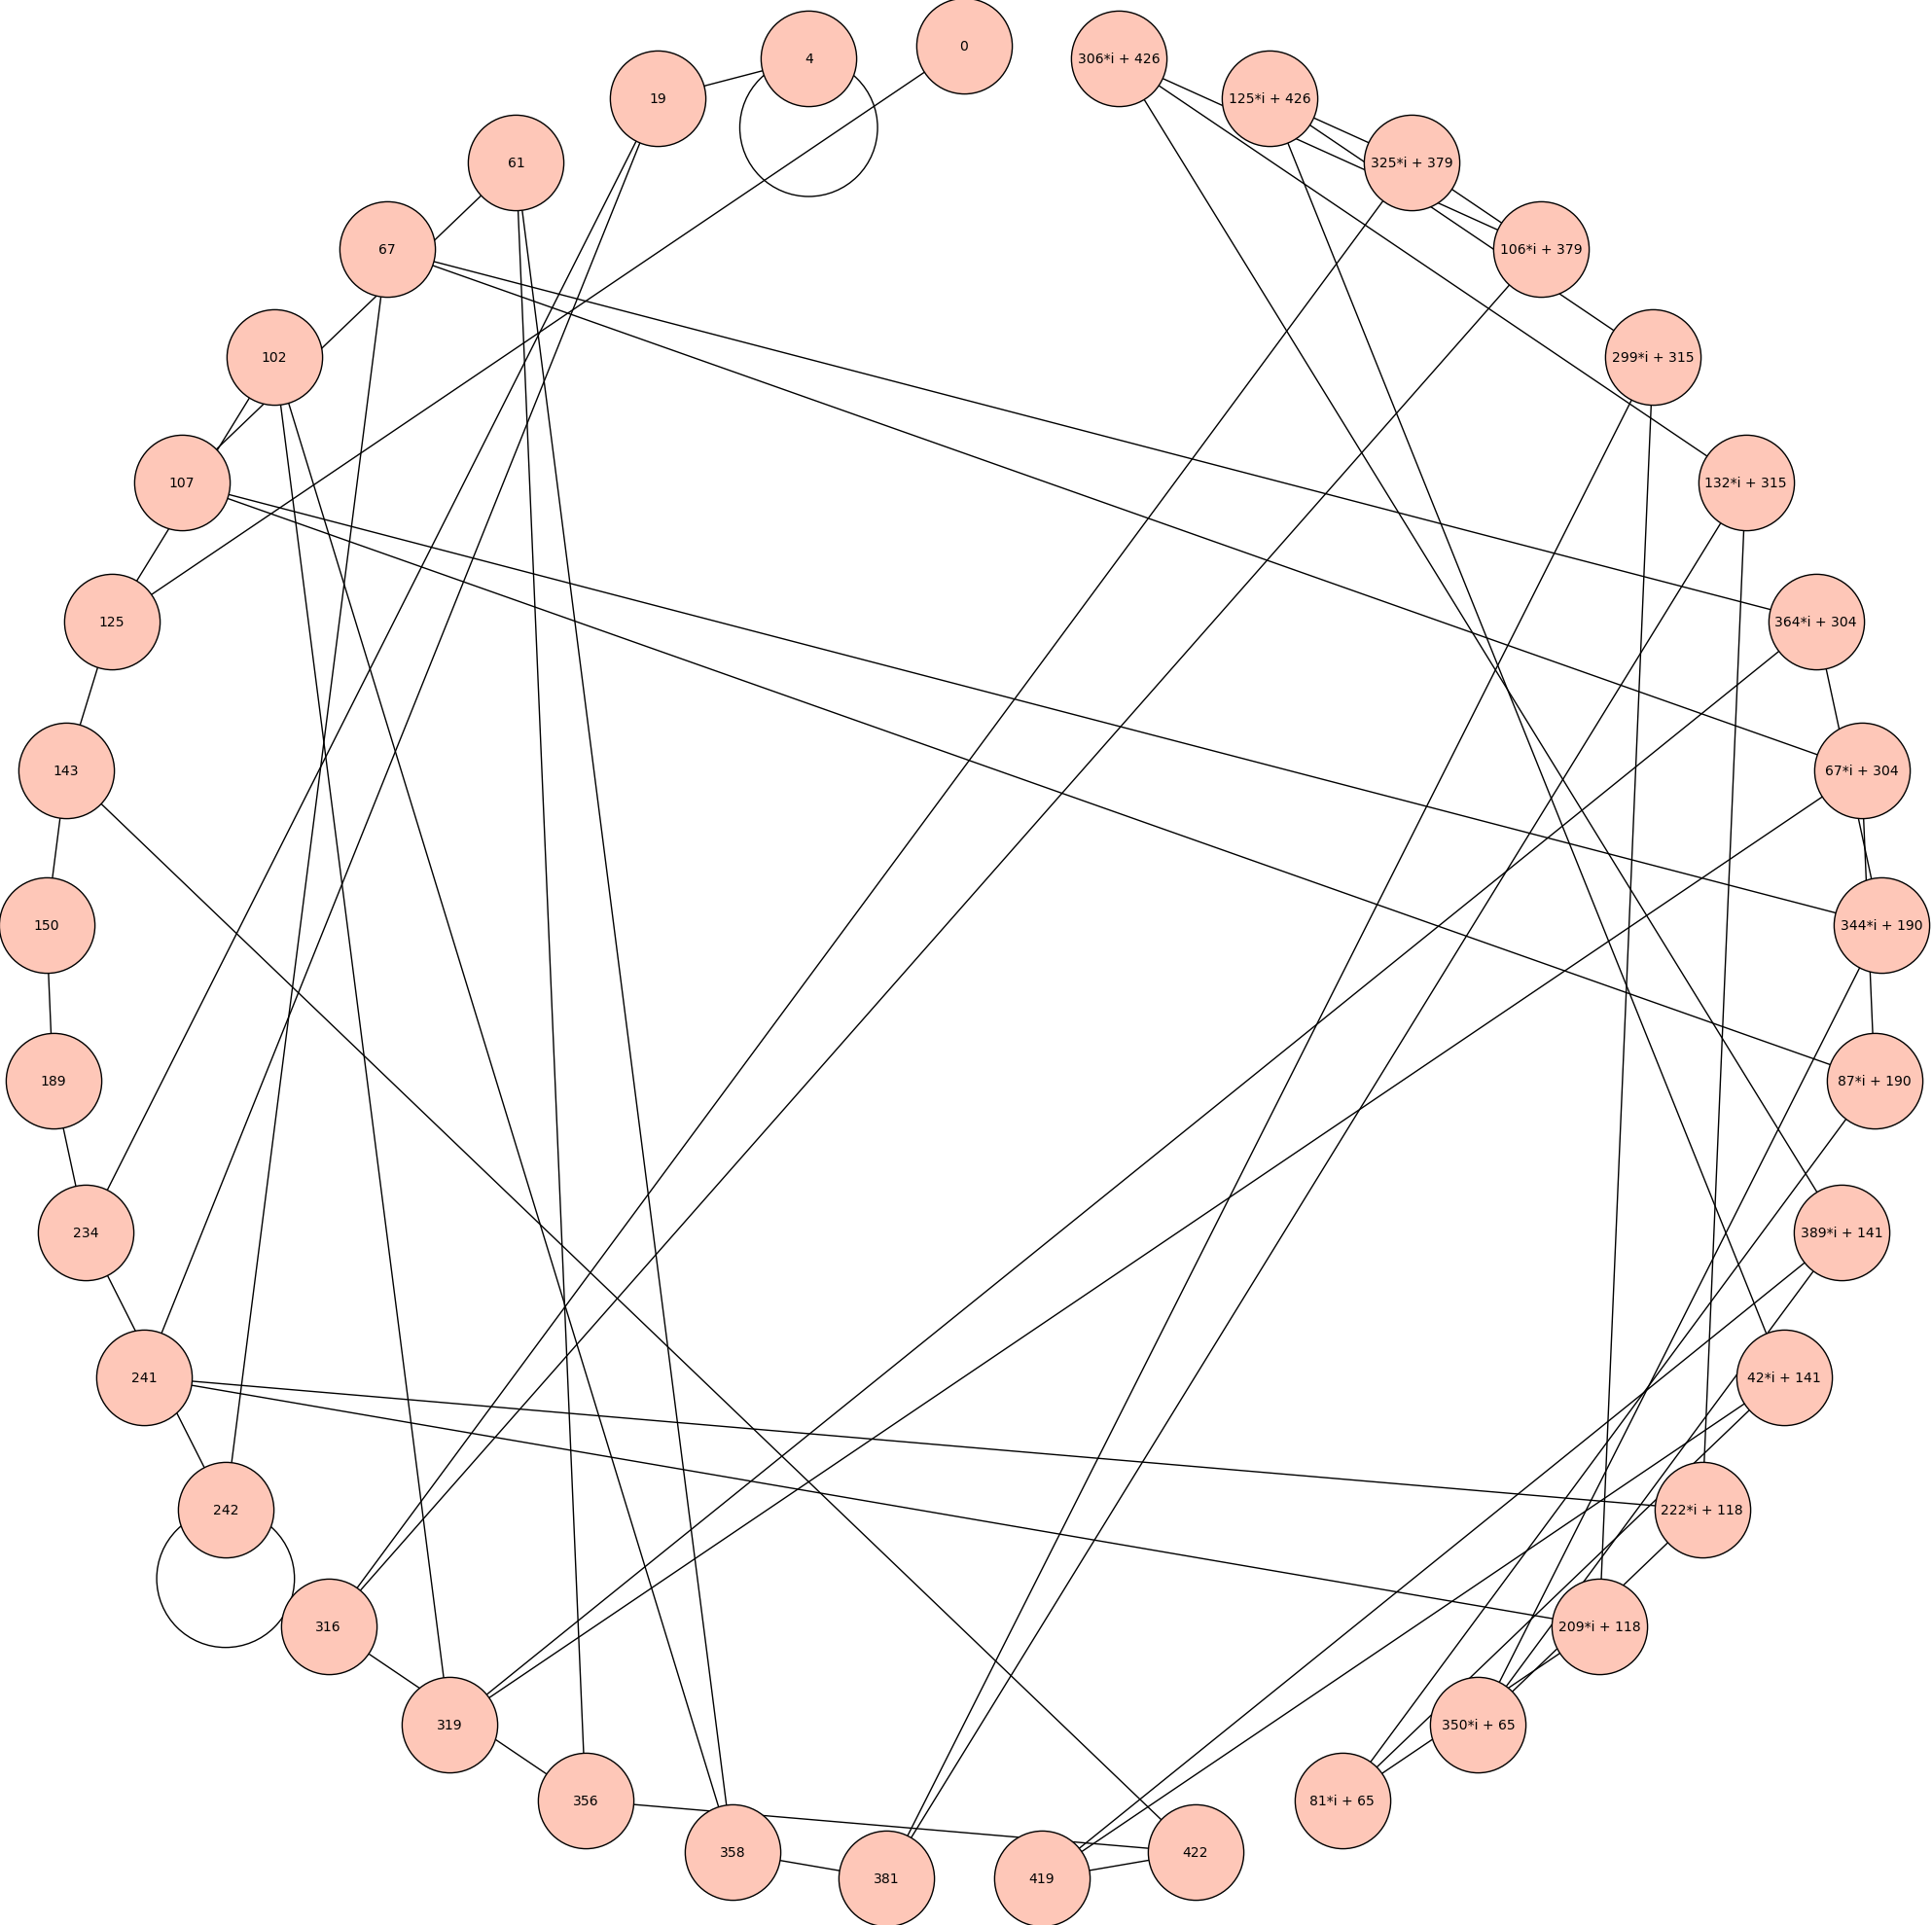 0
4
306*i + 426
19
125*i + 426
61
325*i + 379
67
106*i + 379
102
299*i + 315
107
132*i + 315
125
364*i + 304
143
67*i + 304
150
344*i + 190
189
87*i + 190
234
389*i + 141
241
42*i + 141
242
222*i + 118
316
209*i + 118
319
350*i + 65
356
81*i + 65
358
422
381
419